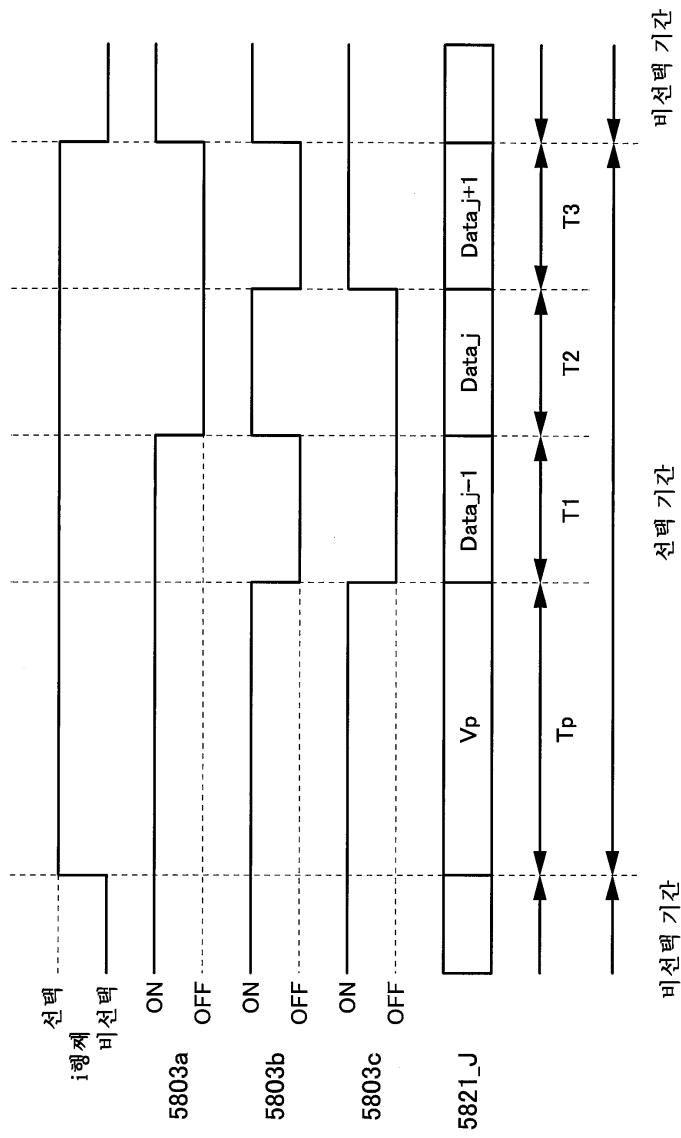 i행째
선택
비선택
5803a
ON
OFF
5803b
ON
OFF
5803c
ON
OFF
5821_J
Vp
Data_j-1
Data_j
Data_j+1
Tp
T1
T2
T3
비선택 기간
선택 기간
비선택 기간